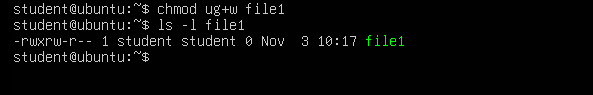 student@ubuntu:~$ chmod ug+w file1
student@ubuntu:~$ ls -l file1
-rwxrw-r-- 1 student student 0 Nov  3 10:17 file1
student@ubuntu:~$